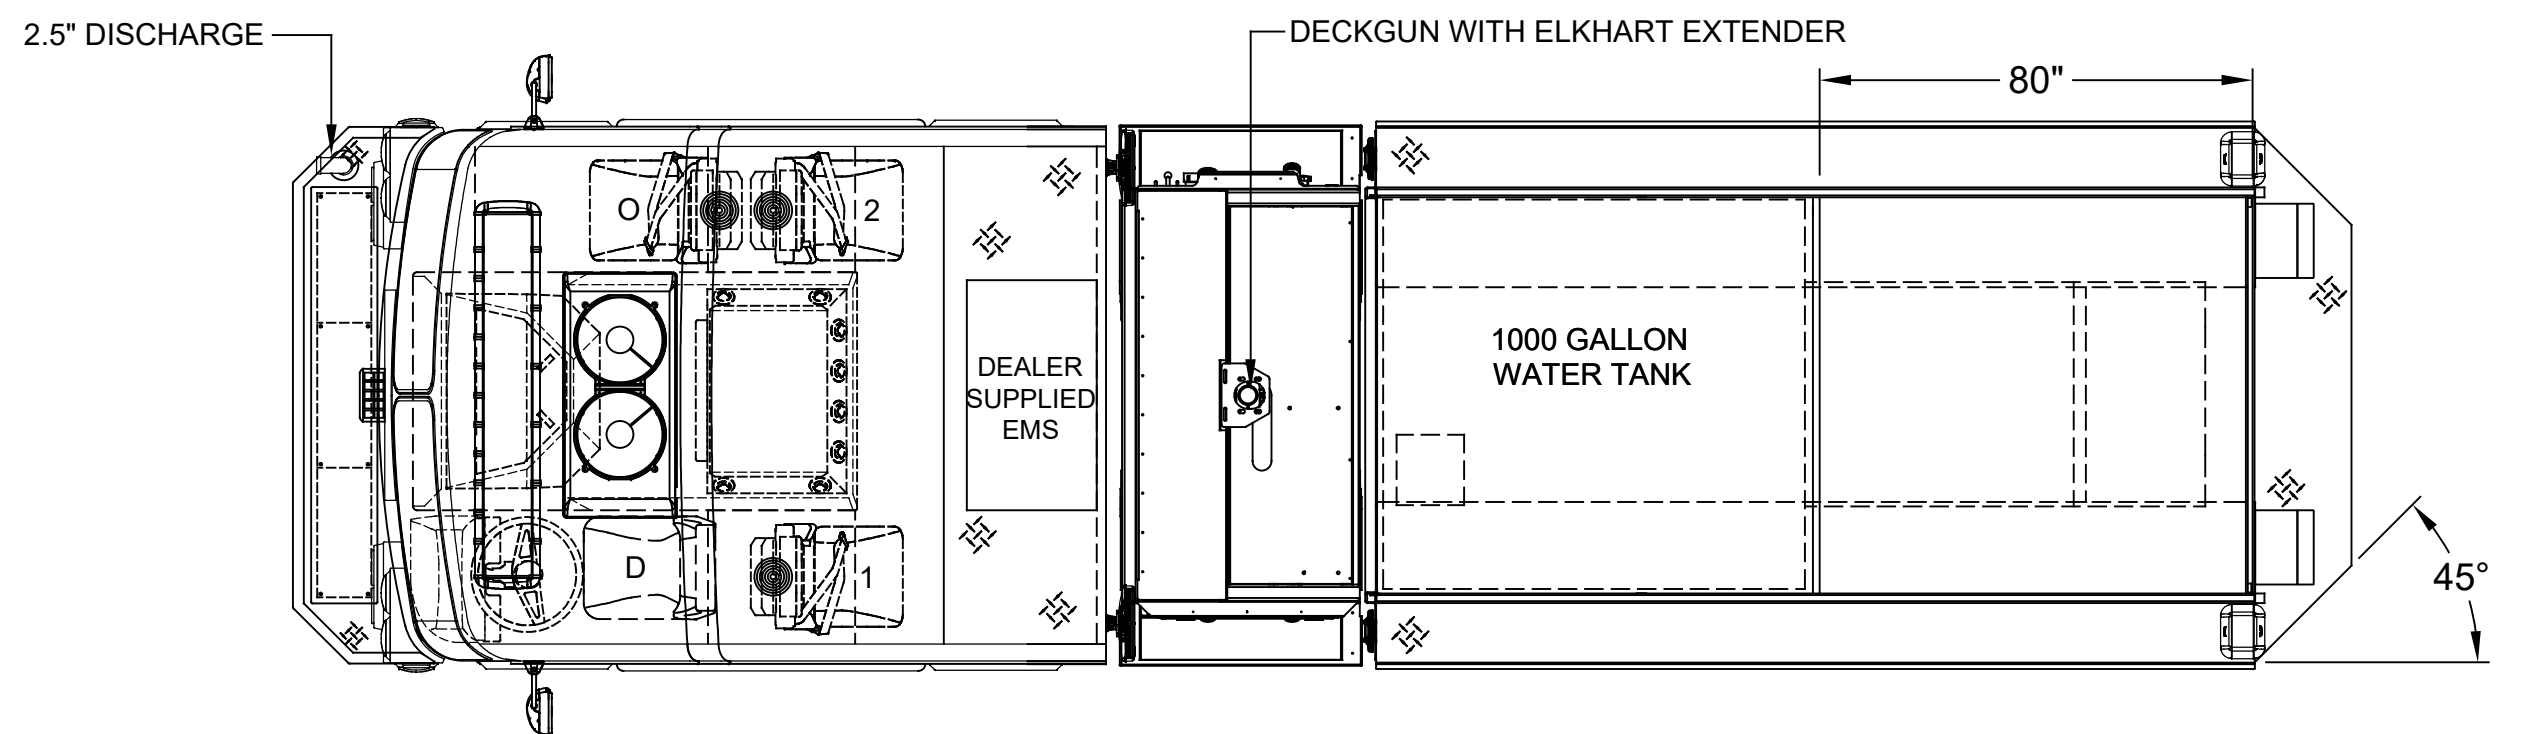 2.5" DISCHARGE
DECKGUN WITH ELKHART EXTENDER
80"
O
2
DEALER
SUPPLIED
EMS
1000 GALLON
WATER TANK
D
1
45°